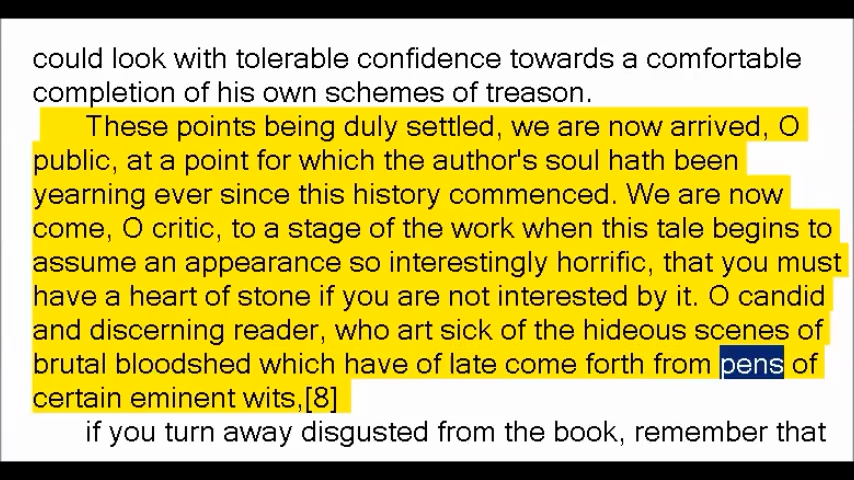 could look with tolerable confidence towards a comfortable
completion of his own schemes of treason.
These points being duly settled, we are now arrived, O
public, at a point for which the author's soul hath been
yearning ever since this history commenced. We are now
come, O critic, to a stage of the work when this tale begins to
assume an appearance so interestingly horrific, that you must
have a heart of stone if you are not interested by it. O candid
and discerning reader, who art sick of the hideous scenes of
brutal bloodshed which have of late come forth from pens of
certain eminent wits,[8]
if you turn away disgusted from the book, remember that